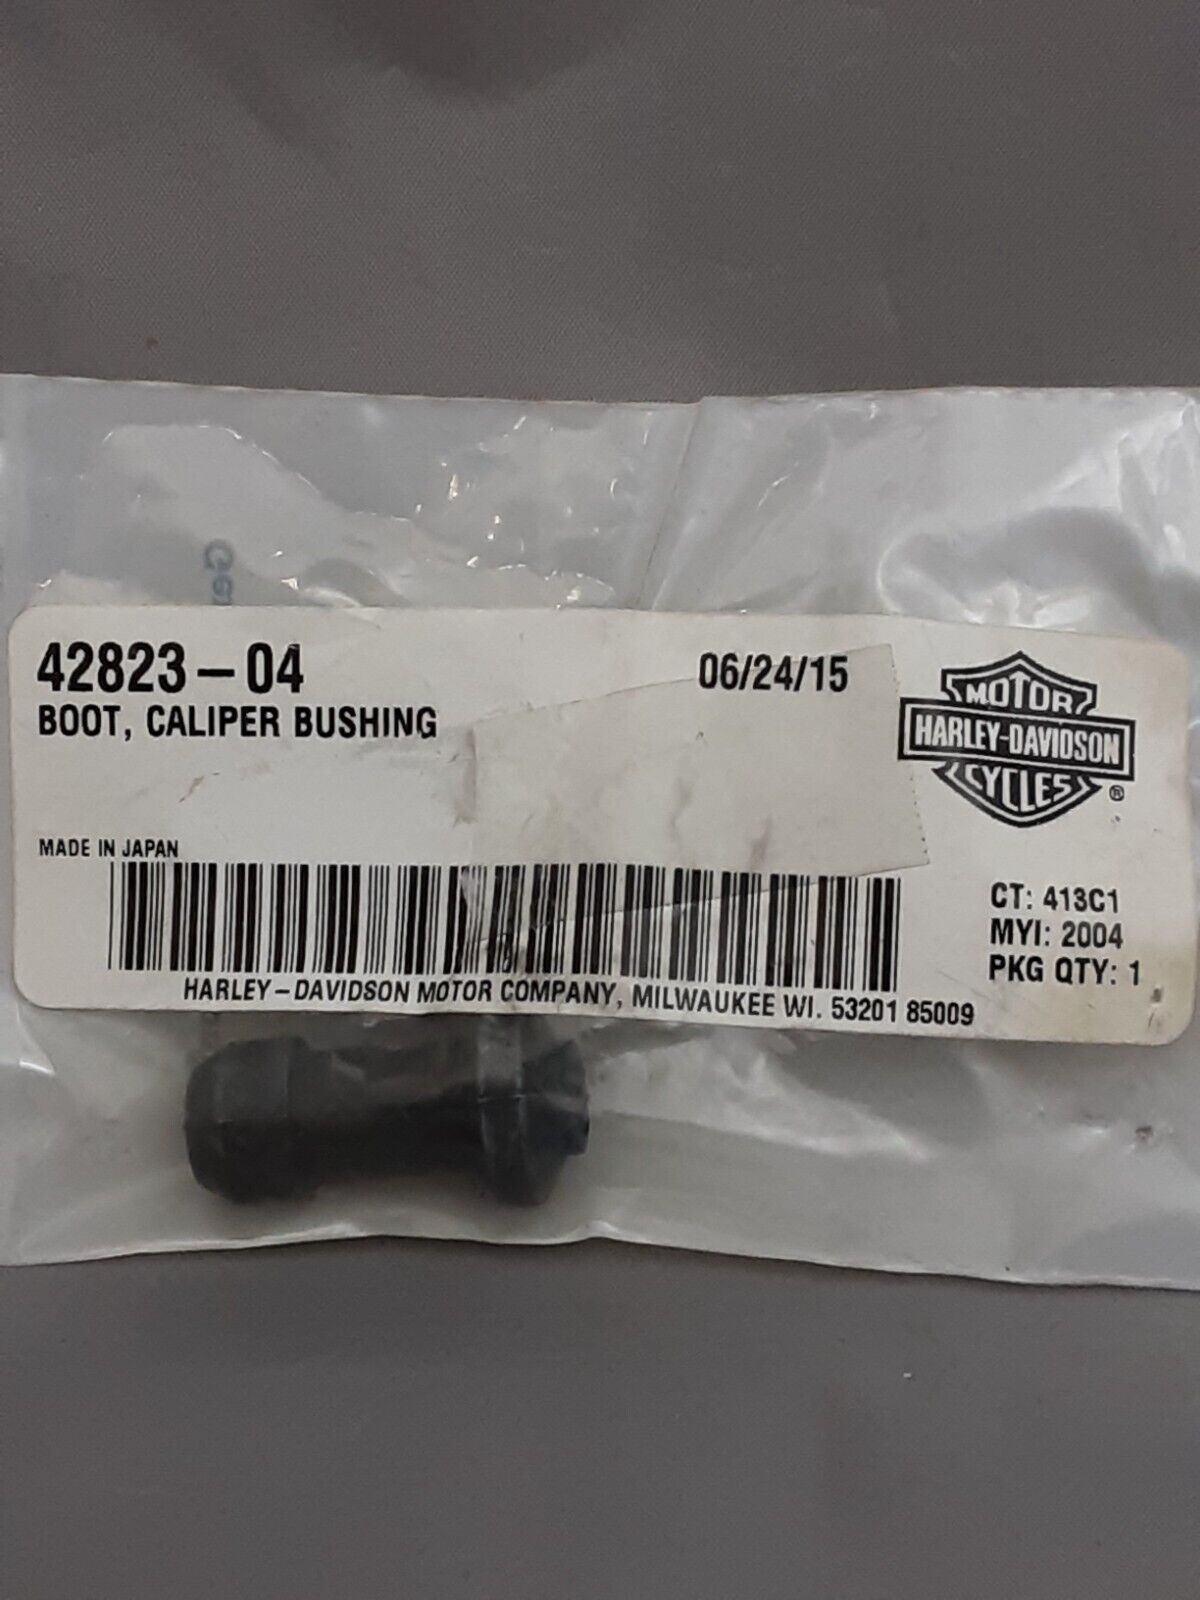 42823-04
06/24/15
BOOT, CALIPER BUSHING
MOTOR
HARLEY-DAVIDSON
CYCLES
®
MADE IN JAPAN
CT: 413C1
MYI: 2004
PKG QTY: 1
HARLEY-DAVIDSON MOTOR COMPANY, MILWAUKEE WI. 53201 85009